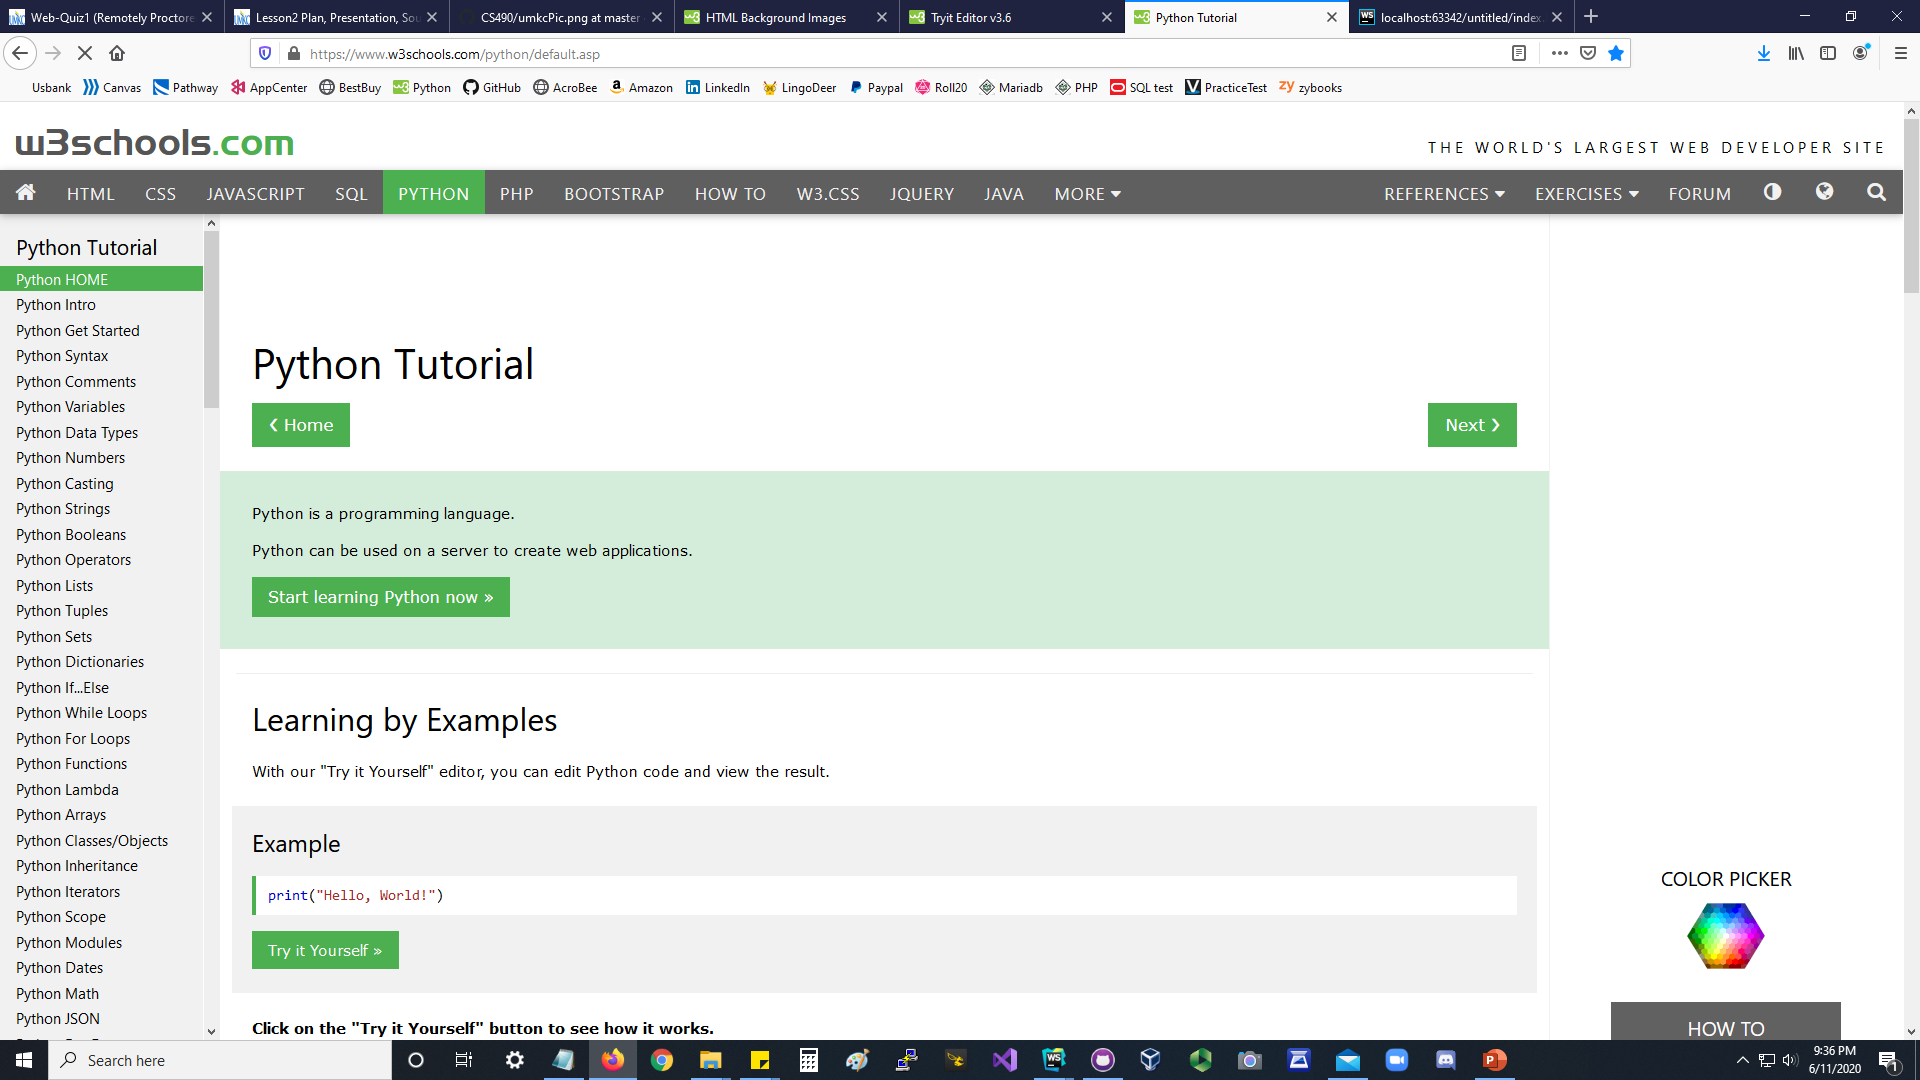 Web-Quiz1 (Remotely Proctore
Lesson2 Plan, Presentation, Sou
CS490/umkcPic.png at master
HTML Background Images
Tryit Editor v3.6
Python Tutorial
localhost:63342/untitled/index.
https://www.w3schools.com/python/default.asp
Usbank
Canvas
Pathway
AppCenter
BestBuy
Python
GitHub
AcroBee
Amazon
LinkedIn
LingoDeer
Paypal
Roll20
Mariadb
PHP
SQL test
PracticeTest
zybooks
w3schools.com
THE WORLD'S LARGEST WEB DEVELOPER SITE
HTML
CSS
JAVASCRIPT
SQL
PYTHON
PHP
BOOTSTRAP
HOW TO
W3.CSS
JQUERY
JAVA
MORE
REFERENCES
EXERCISES
FORUM
Python Tutorial
Python HOME
Python Intro
Python Get Started
Python Syntax
Python Comments
Python Variables
Python Data Types
Python Numbers
Python Casting
Python Strings
Python Booleans
Python Operators
Python Lists
Python Tuples
Python Sets
Python Dictionaries
Python If...Else
Python While Loops
Python For Loops
Python Functions
Python Lambda
Python Arrays
Python Classes/Objects
Python Inheritance
Python Iterators
Python Scope
Python Modules
Python Dates
Python Math
Python JSON
Python Tutorial
❮ Home
Next ❯
Python is a programming language.
Python can be used on a server to create web applications.
Start learning Python now »
Learning by Examples
With our "Try it Yourself" editor, you can edit Python code and view the result.
Example
print("Hello, World!")
Try it Yourself »
Click on the "Try it Yourself" button to see how it works.
COLOR PICKER
HOW TO
Search here
9:36 PM
6/11/2020
1